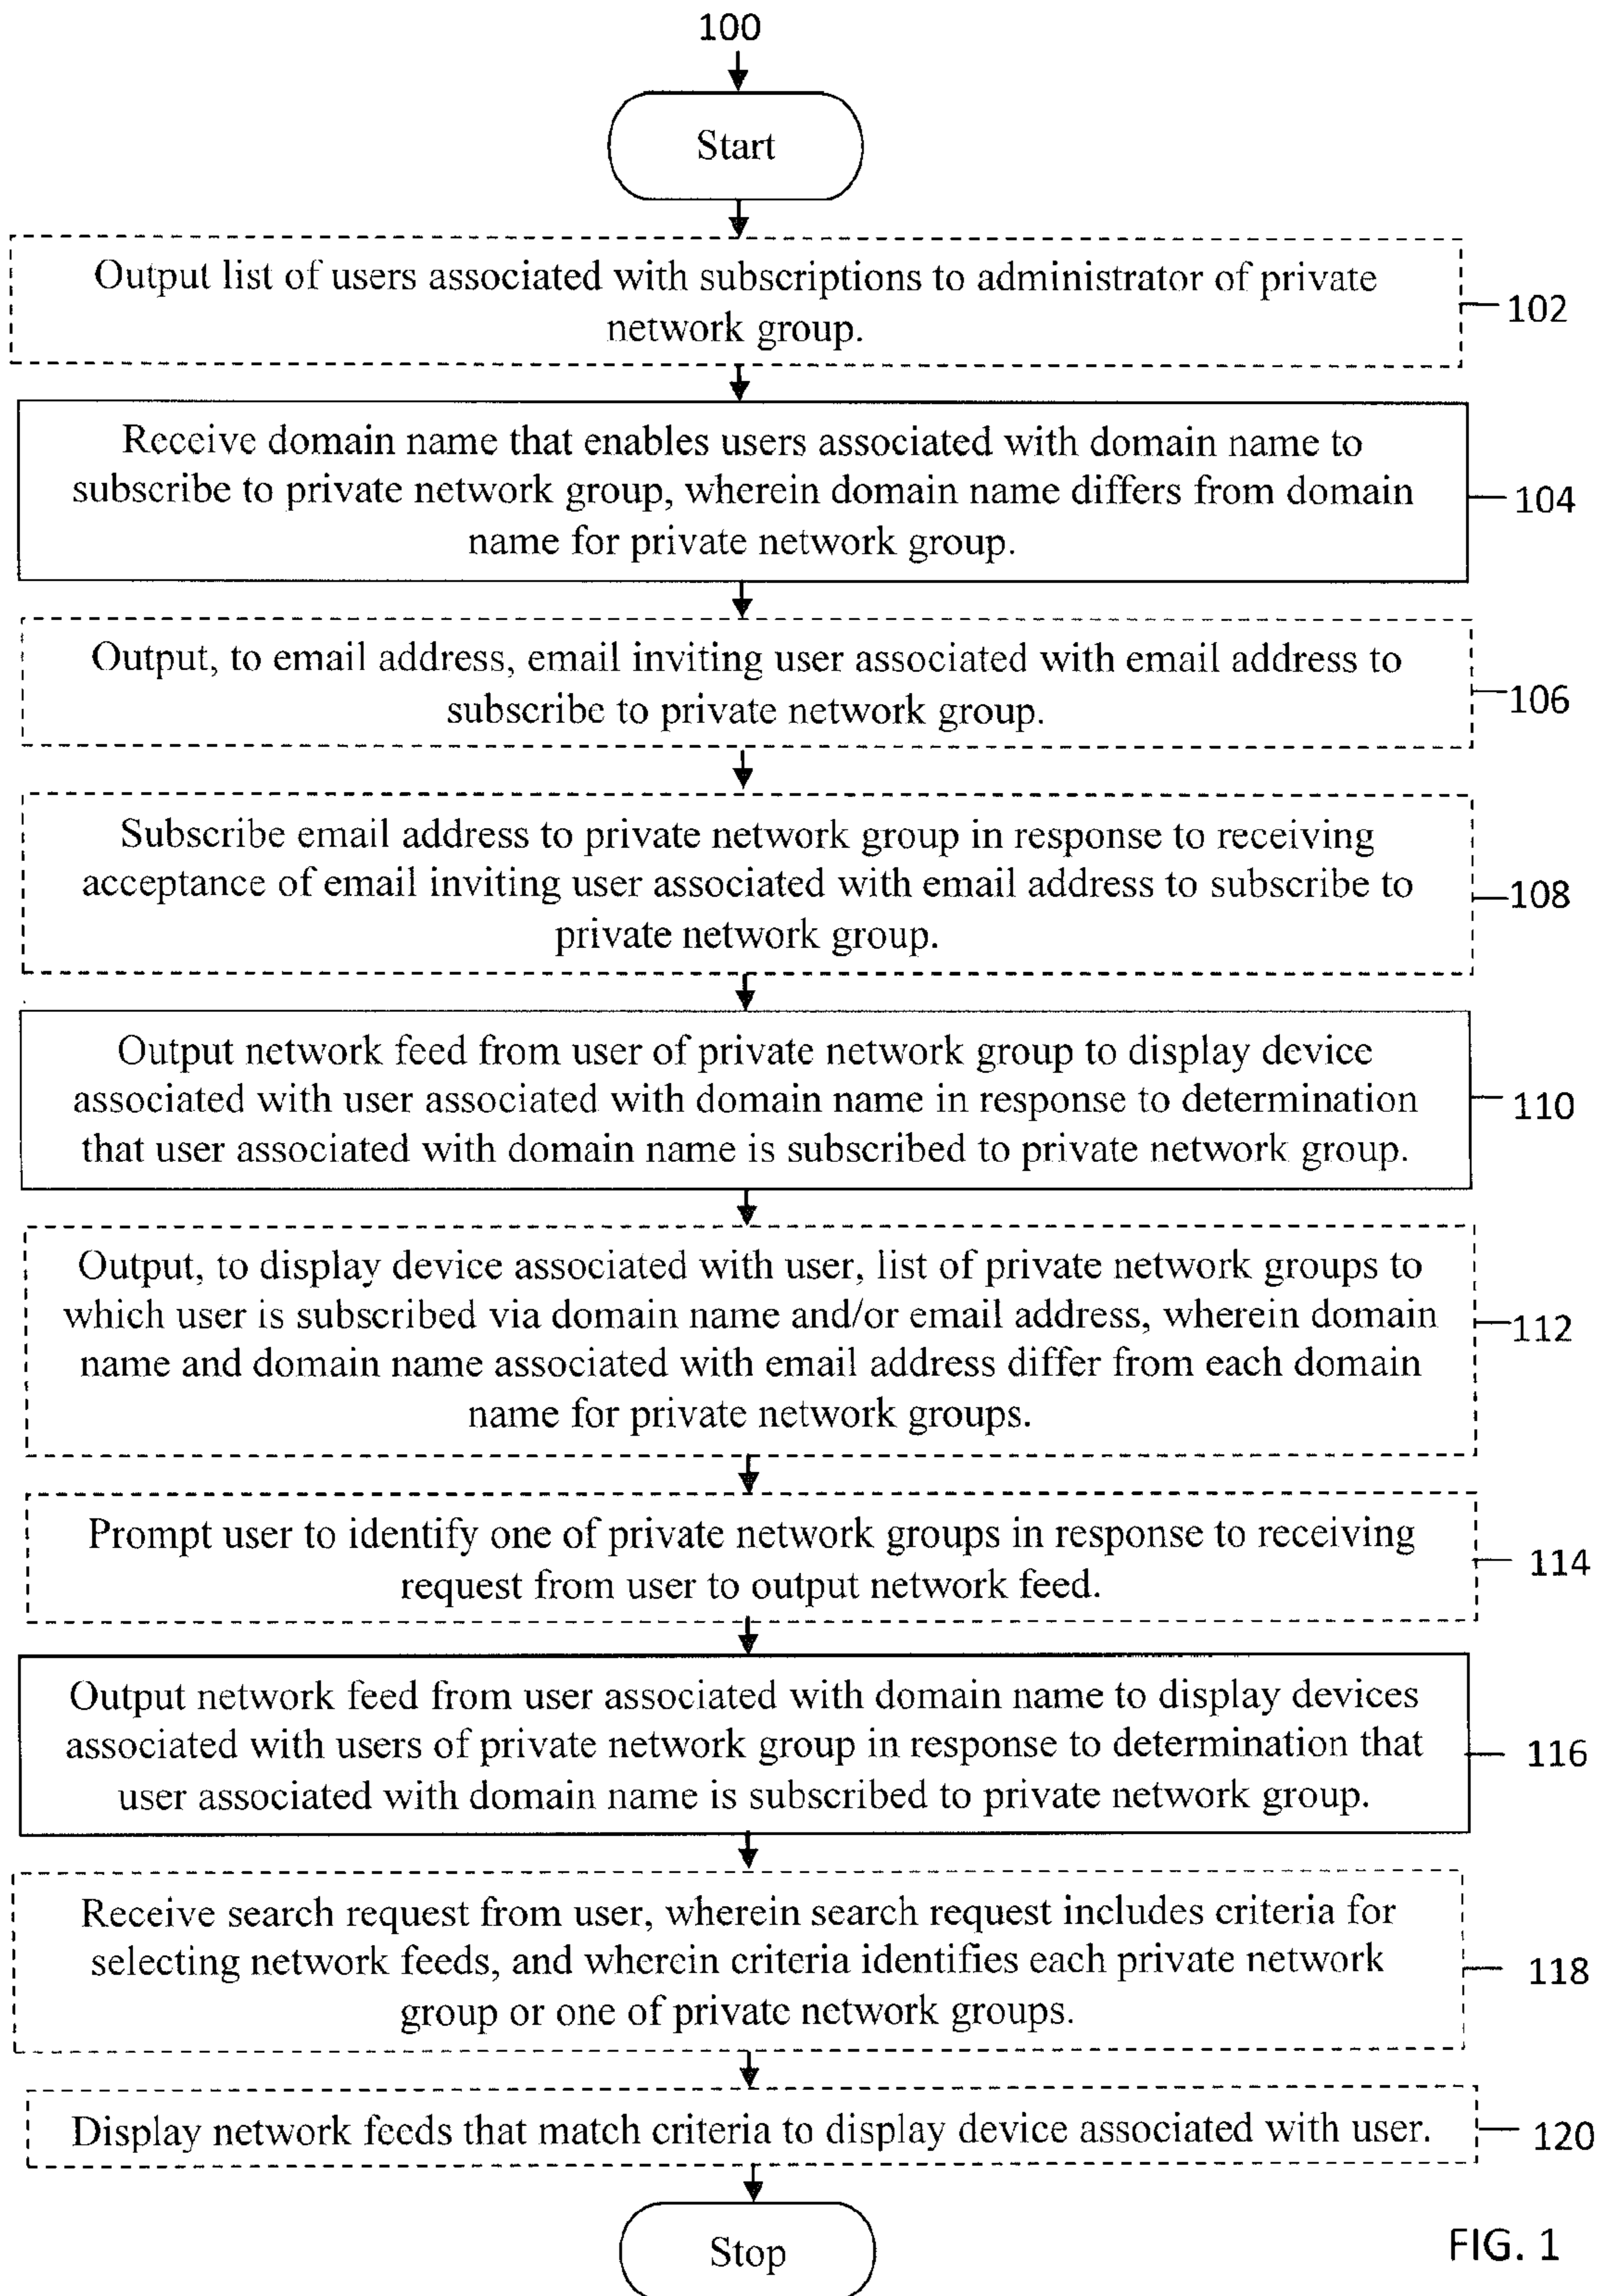 100
Start
Output list of users associated with subscriptions to administrator of private
network group.
102
Receive domain name that enables users associated with domain name to
subscribe to private network group, wherein domain name differs from domain
name for private network group.
104
Output, to email address, email inviting user associated with email address to
subscribe to private network group.
106
Subscribe email address to private network group in response to receiving
acceptance of email inviting user associated with email address to subscribe to
private network group.
108
Output network feed from user of private network group to display device
associated with user associated with domain name in response to determination
that user associated with domain name is subscribed to private network group.
110
Output, to display device associated with user, list of private network groups to
which user is subscribed via domain name and/or email address, wherein domain
name and domain name associated with email address differ from each domain
name for private network groups.
112
Prompt user to identify one of private network groups in response to receiving
request from user to output network feed.
114
Output network feed from user associated with domain name to display devices
associated with users of private network group in response to determination that
user associated with domain name is subscribed to private network group.
116
Receive search request from user, wherein search request includes criteria for
selecting network feeds, and wherein criteria identifies each private network
group or one of private network groups.
118
Display network feeds that match criteria to display device associated with user.
120
Stop
FIG. 1